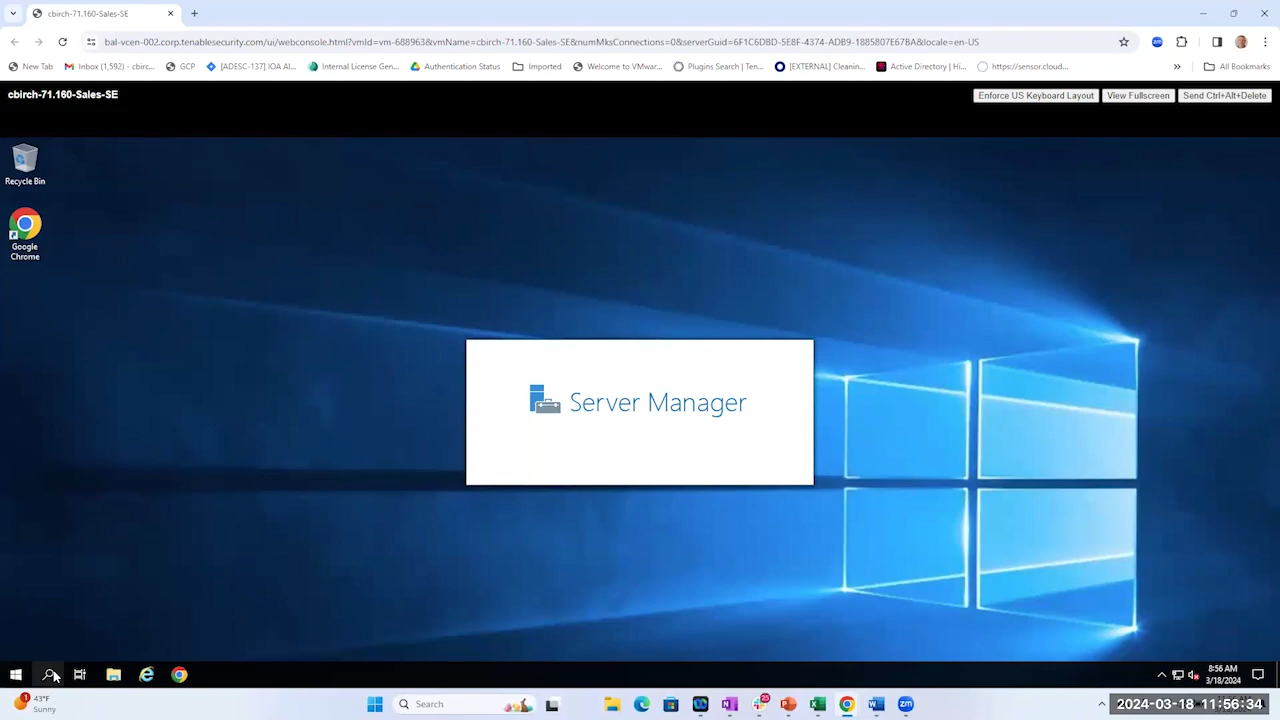 cbirch-71.160-Sales-SE
bal-vcen-002.corp.tenablesecurity.com/ui/webconsole.html?vmId=vm-688963&vmName=cbirch-71.160-Sales-SE&numMksConnections=0&serverGuid=6F1C6DBD-5E8F-4374-ADB9-1885807E67BA&locale=en-US
New Tab
Inbox (1,592) - cbirc...
GCP
[ADESC-137] IOA AI...
Internal License Gen...
Authentication Status
Imported
Welcome to VMwar...
Plugins Search | Ten...
[EXTERNAL] Cleanin...
Active Directory | Hi...
https://sensor.cloud...
All Bookmarks
cbirch-71.160-Sales-SE
Enforce US Keyboard Layout
View Fullscreen
Send Ctrl+Alt+Delete
Recycle Bin
Google
Chrome
Server Manager
8:56 AM
3/18/2024
1
43°F
Sunny
Search
25
2024-03-18 11:56:34